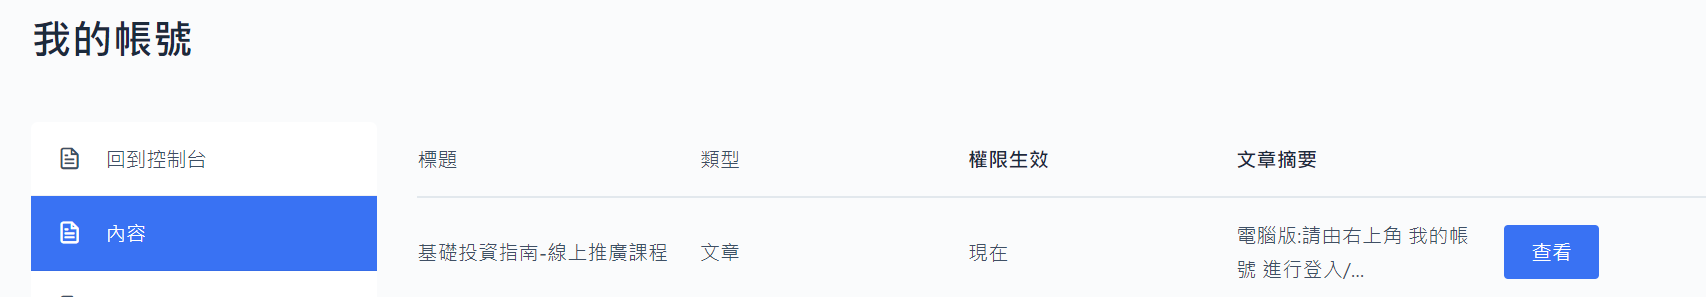 我的帳號
回到控制台
內容
標題 類型 權限生效 文章摘要
基礎投資指南-線上推廣課程 文章 現在 電腦版:請由右上角 我的帳
號 進行登入/... 查看